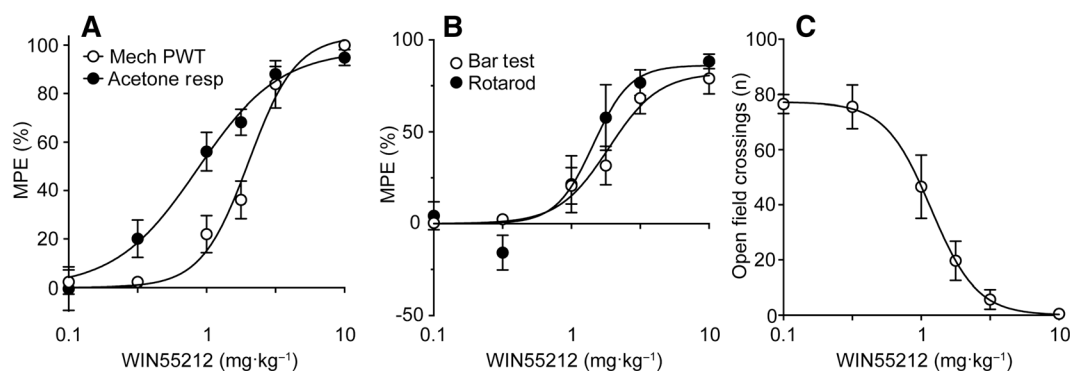 A
Mech PWT
Acetone resp
MPE (%)
100
80
60
40
20
0
0.1
1
10
WIN55212 (mg·kg⁻¹)
B
Bar test
Rotarod
MPE (%)
100
50
0
-50
0.1
1
10
WIN55212 (mg·kg⁻¹)
C
Open field crossings (n)
100
80
60
40
20
0
0.1
1
10
WIN55212 (mg·kg⁻¹)